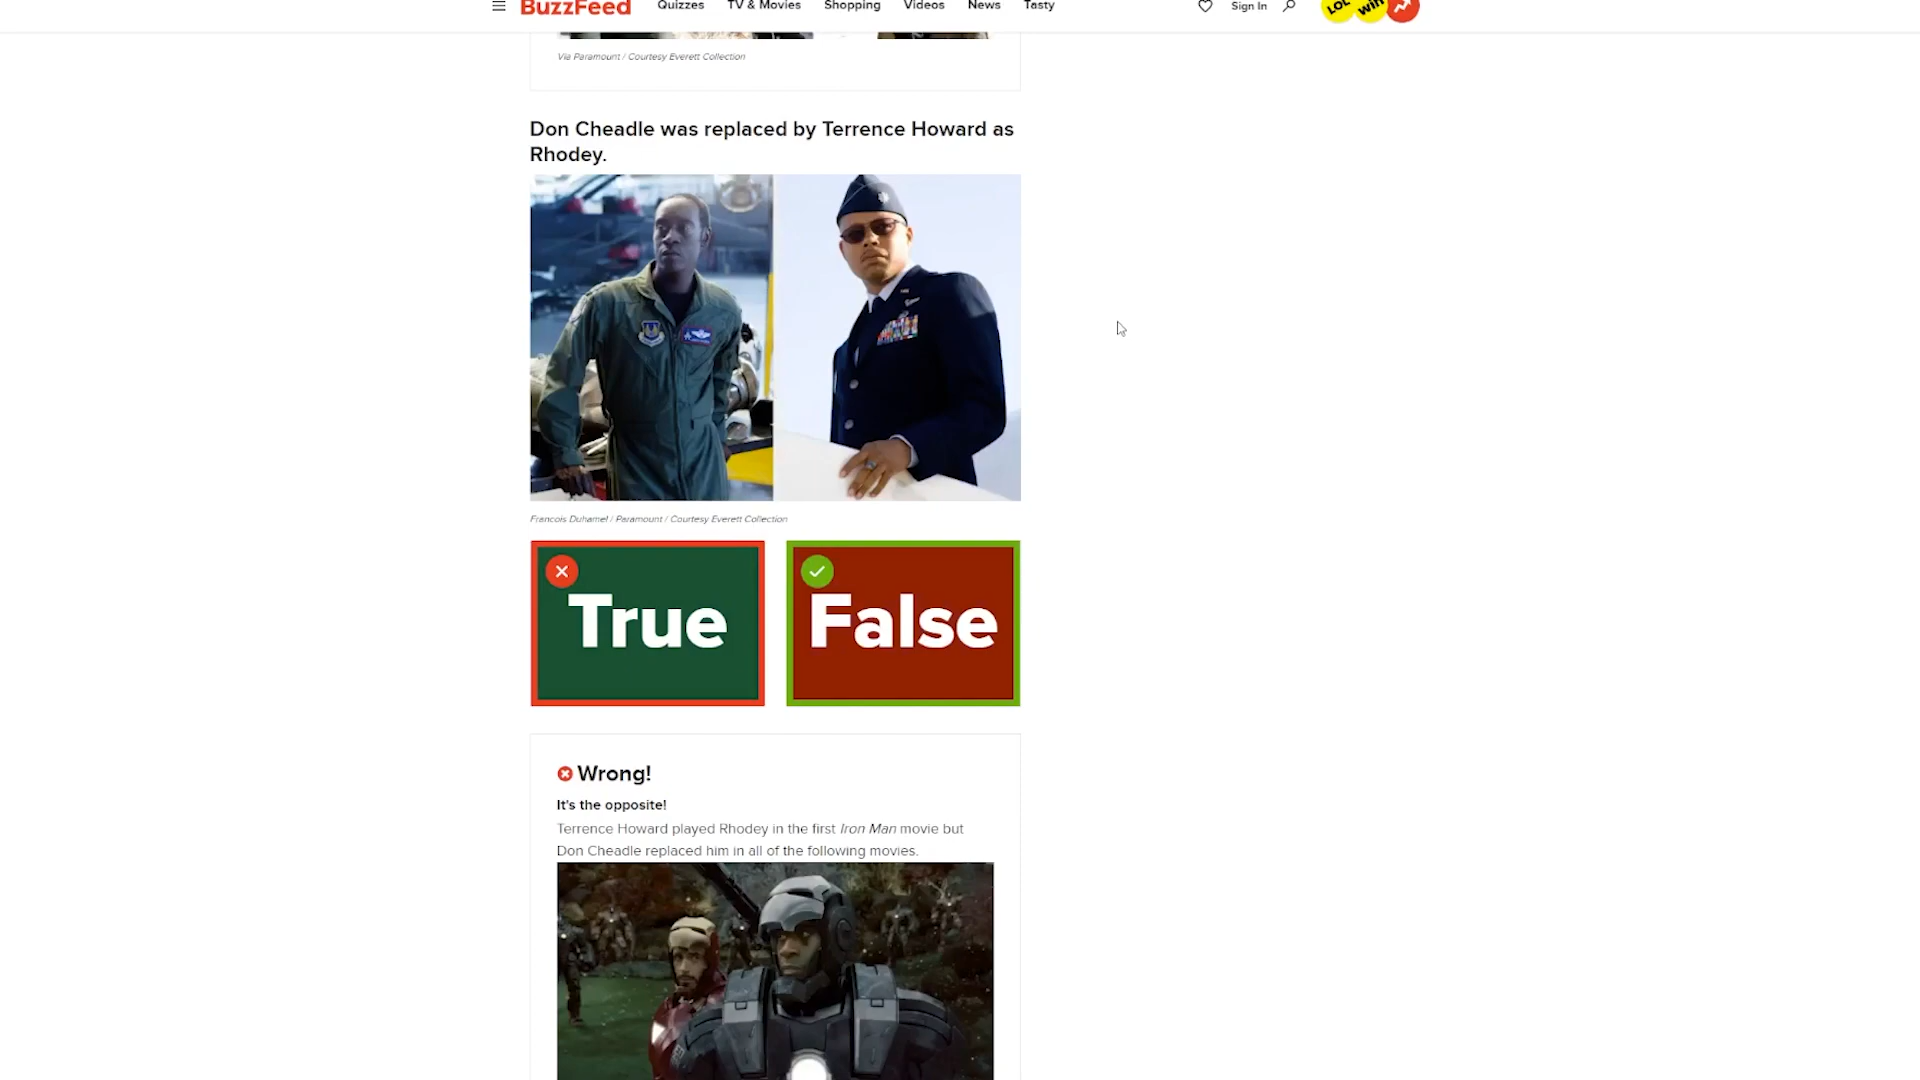 BuzzFeed Quizzes TV & Movies Shopping Videos News Tasty Sign In LOL win
Via Paramount / Courtesy Everett Collection
Don Cheadle was replaced by Terrence Howard as
Rhodey.
Francois Duhamel / Paramount / Courtesy Everett Collection
True False
Wrong!
It's the opposite!
Terrence Howard played Rhodey in the first Iron Man movie but
Don Cheadle replaced him in all of the following movies.